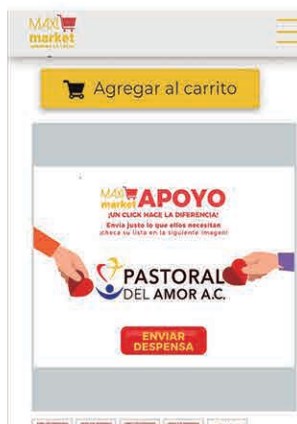 MAXI
market
Agregar al carrito
MAXI
market APOYO
¡UN CLICK HACE LA DIFERENCIA!
Envía justo lo que ellos necesitan
¡checa su lista en la siguiente imagen!
PASTORAL
DEL AMOR A.C.
ENVIAR
DESPENSA